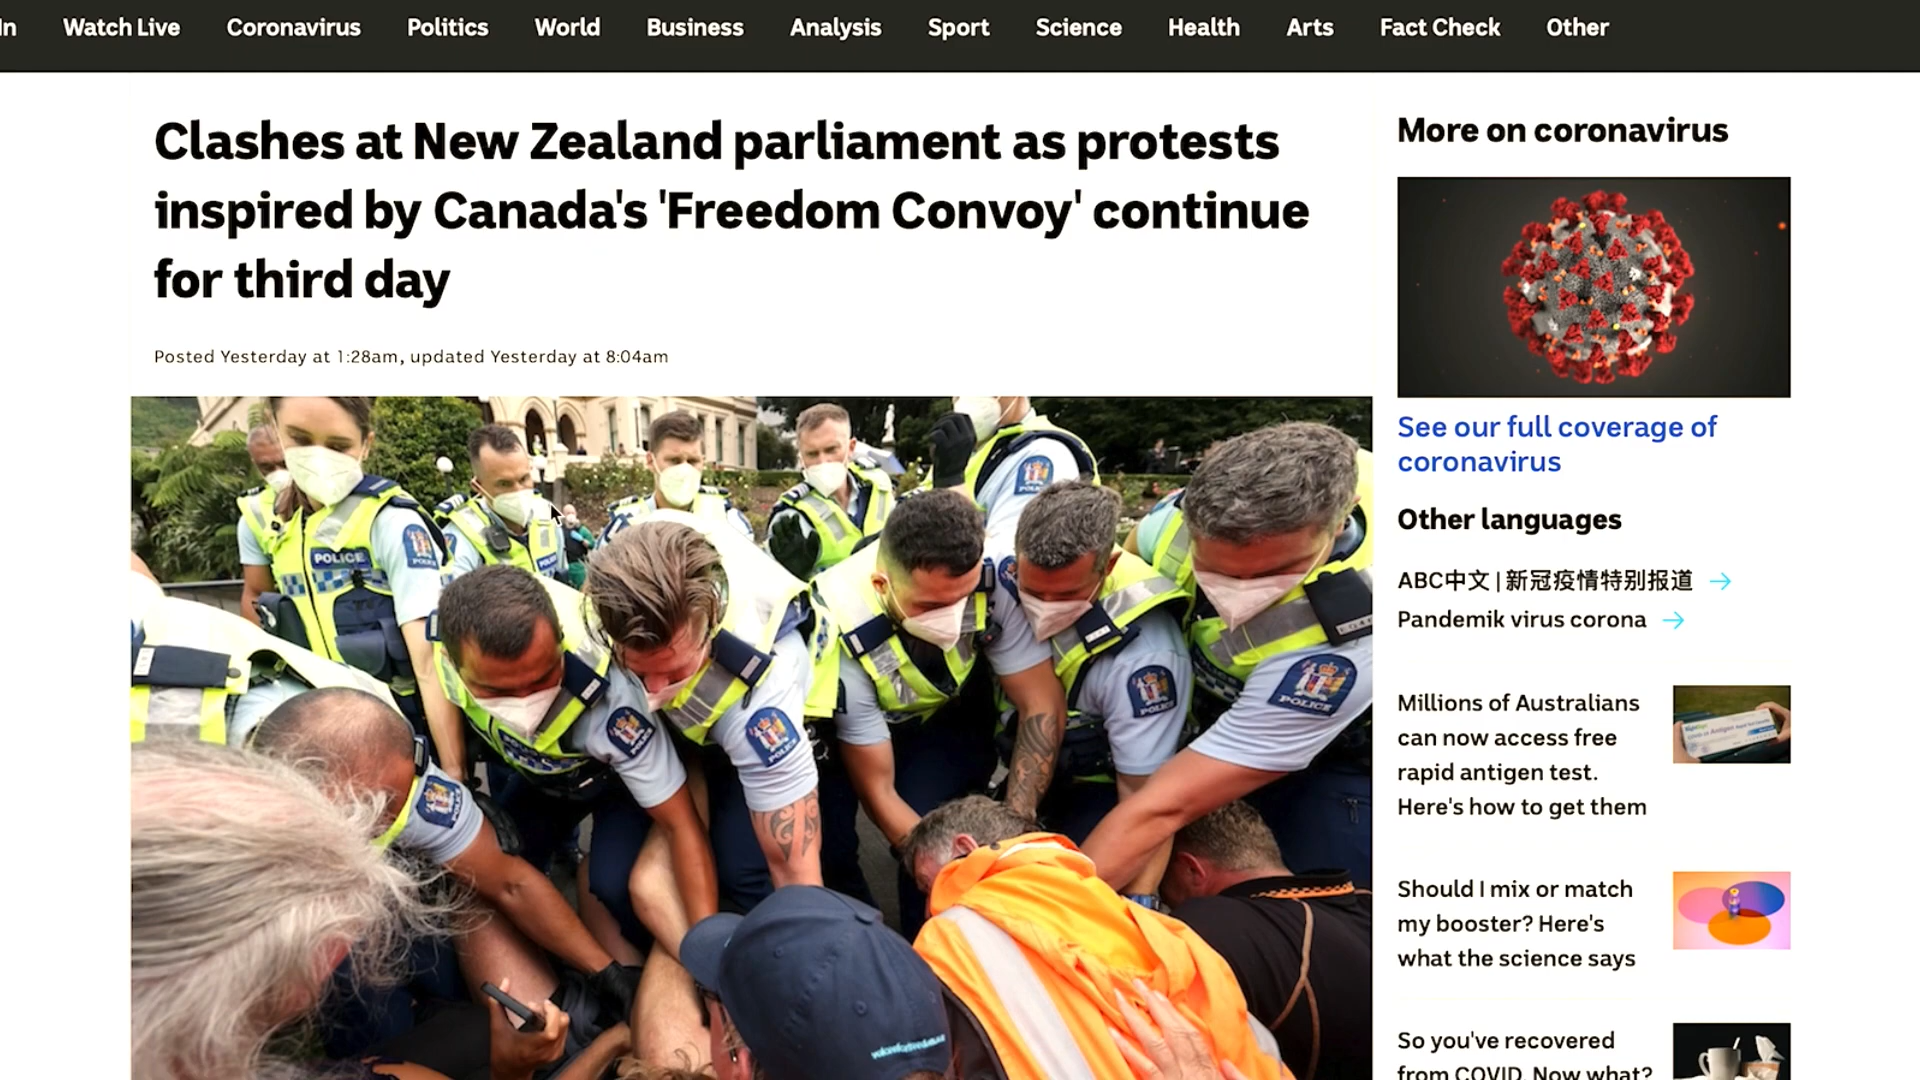 In
Watch Live
Coronavirus
Politics
World
Business
Analysis
Sport
Science
Health
Arts
Fact Check
Other
Clashes at New Zealand parliament as protests
inspired by Canada's 'Freedom Convoy' continue
for third day
Posted Yesterday at 1:28am, updated Yesterday at 8:04am
POLICE
POLICE
POLICE
POLICE
POLICE
POLICE
POLICE
More on coronavirus
See our full coverage of
coronavirus
Other languages
ABC中文 | 新冠疫情特别报道 →
Pandemik virus corona →
Millions of Australians
can now access free
rapid antigen test.
Here's how to get them
Should I mix or match
my booster? Here's
what the science says
So you've recovered
from COVID. Now what?